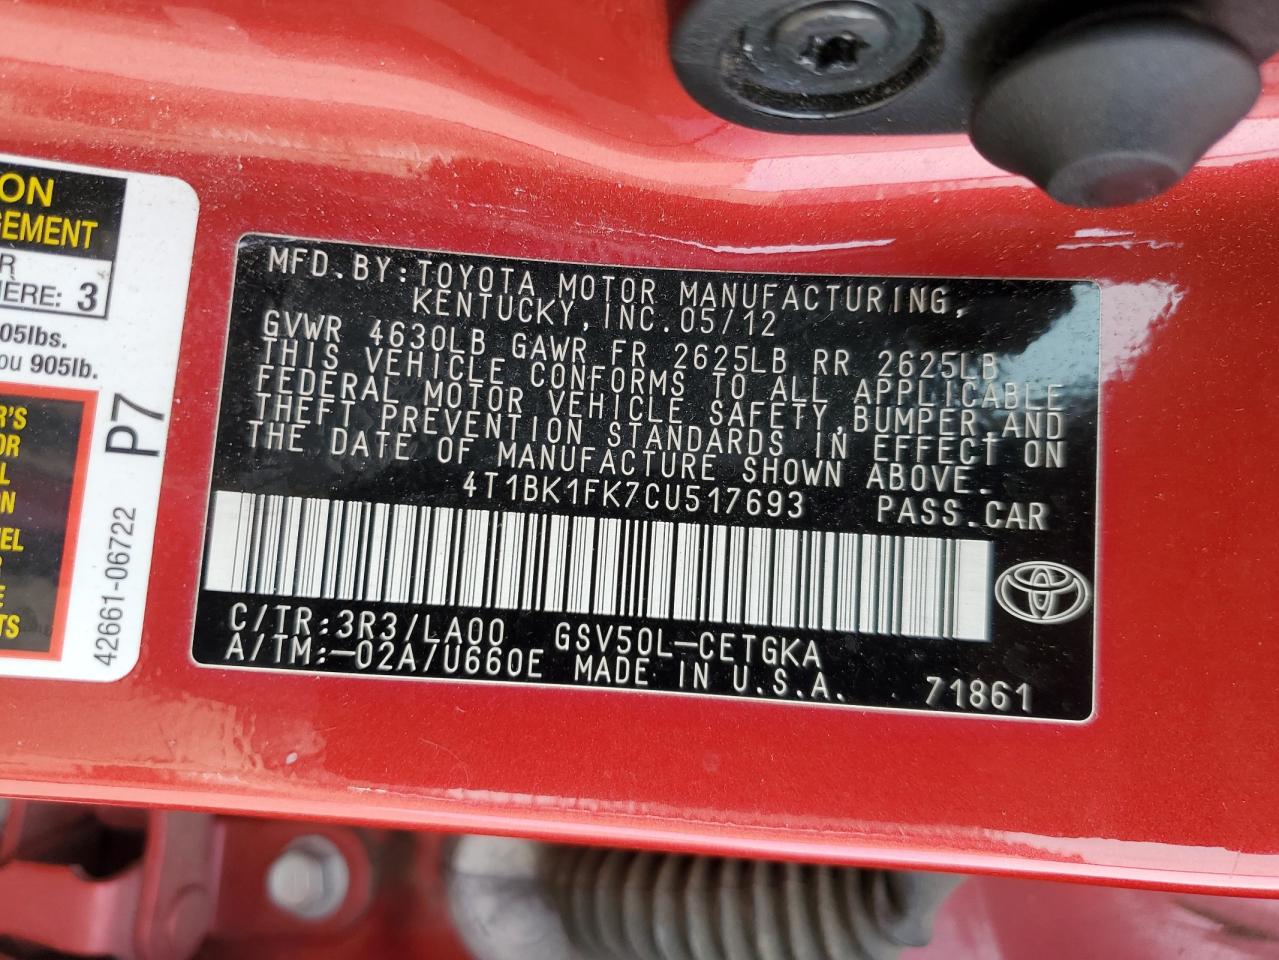 ON
GEMENT
R
HERE: 3
05lbs.
ou 905lb.
R'S
OR
L
N
EL
P
E
TS
P7
42661-06722
MFD.BY:TOYOTA MOTOR MANUFACTURING,
KENTUCKY,INC.05/12
GVWR 4630LB GAWR FR 2625LB RR 2625LB
THIS VEHICLE CONFORMS TO ALL APPLICABLE
FEDERAL MOTOR VEHICLE SAFETY,BUMPER,AND
THEFT PREVENTION STANDARDS IN EFFECT ON
THE DATE OF MANUFACTURE SHOWN ABOVE.
4T1BK1FK7CU517693 PASS.CAR
C/TR:3R3/LA00 GSV50L-CETGKA
A/TM:-02A/U660E MADE IN U.S.A. 71861